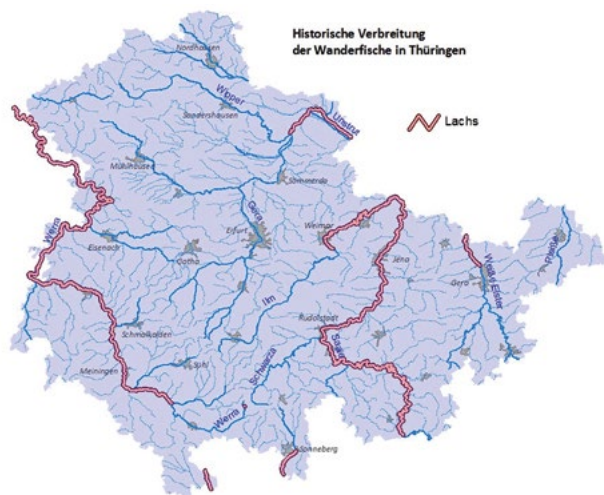 Historische Verbreitung
der Wanderfische in Thüringen
Lachs
Nordhausen
Wipper
Sondershausen
Unstrut
Mühlhausen
Sömmerda
Gera
Werra
Eisenach
Gotha
Erfurt
Weimar
Jena
Gera
Weiße Elster
Pleiße
Ilm
Rudolstadt
Saale
Schmalkalden
Suhl
Schwarza
Meiningen
Werra
Sonneberg